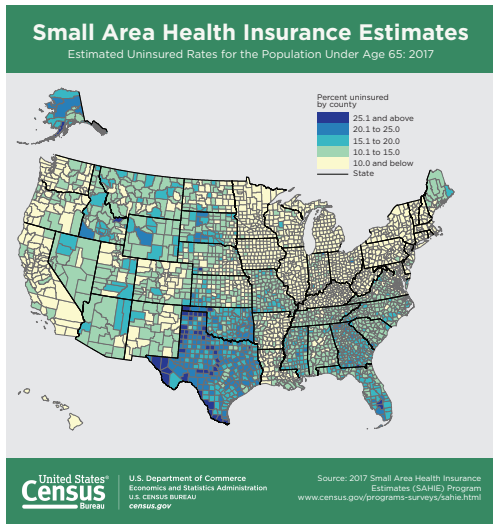 Small Area Health Insurance Estimates
Estimated Uninsured Rates for the Population Under Age 65: 2017
Percent uninsured
by county
25.1 and above
20.1 to 25.0
15.1 to 20.0
10.1 to 15.0
10.0 and below
State
United States®
Census
Bureau
U.S. Department of Commerce
Economics and Statistics Administration
U.S. CENSUS BUREAU
census.gov
Source: 2017 Small Area Health Insurance
Estimates (SAHIE) Program
www.census.gov/programs-surveys/sahie.html